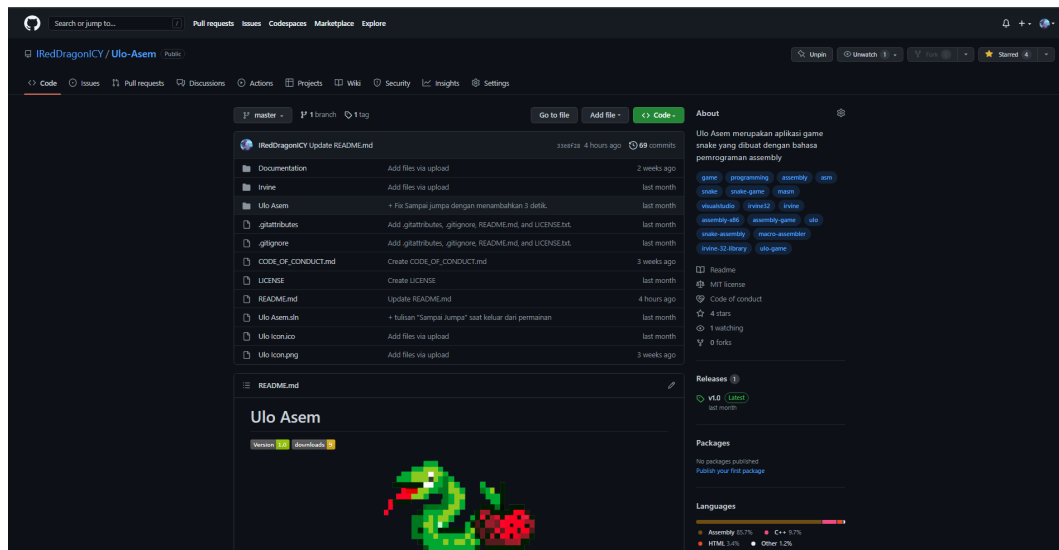 Search or jump to... / Pull requests Issues Codespaces Marketplace Explore
IRedDragonICY / Ulo-Asem Public
Unpin Unwatch 1 Fork 0 Starred 4
Code Issues Pull requests Discussions Actions Projects Wiki Security Insights Settings
master 1 branch 1 tag
Go to file Add file Code
IRedDragonICY Update README.md 4 hours ago 69 commits
Documentation Add files via upload 2 weeks ago
Irvine Add files via upload last month
Ulo Asem + Fix Sampai jumpa dengan menambahkan 3 detik. last month
.gitattributes Add .gitattributes, .gitignore, README.md, and LICENSE.txt. last month
.gitignore Add .gitattributes, .gitignore, README.md, and LICENSE.txt. last month
CODE_OF_CONDUCT.md Create CODE_OF_CONDUCT.md 3 weeks ago
LICENSE Create LICENSE last month
README.md Update README.md 4 hours ago
Ulo Asem.sln + tulisan "Sampai Jumpa" saat keluar dari permainan last month
Ulo Icon.ico Add files via upload last month
Ulo Icon.png Add files via upload 3 weeks ago
README.md
Ulo Asem
Version 1.0 downloads 9
About
Ulo Asem merupakan aplikasi game
snake yang dibuat dengan bahasa
pemrograman assembly
game programming assembly asm
snake snake-game masm
visualstudio irvine32 irvine
assembly-x86 assembly-game ulo
snake-assembly macro-assembler
irvine-32-library ulo-game
Readme
MIT license
Code of conduct
4 stars
1 watching
0 forks
Releases 1
v1.0 Latest
last month
Packages
No packages published
Publish your first package
Languages
Assembly 85.7% C++ 9.7%
HTML 3.4% Other 1.2%